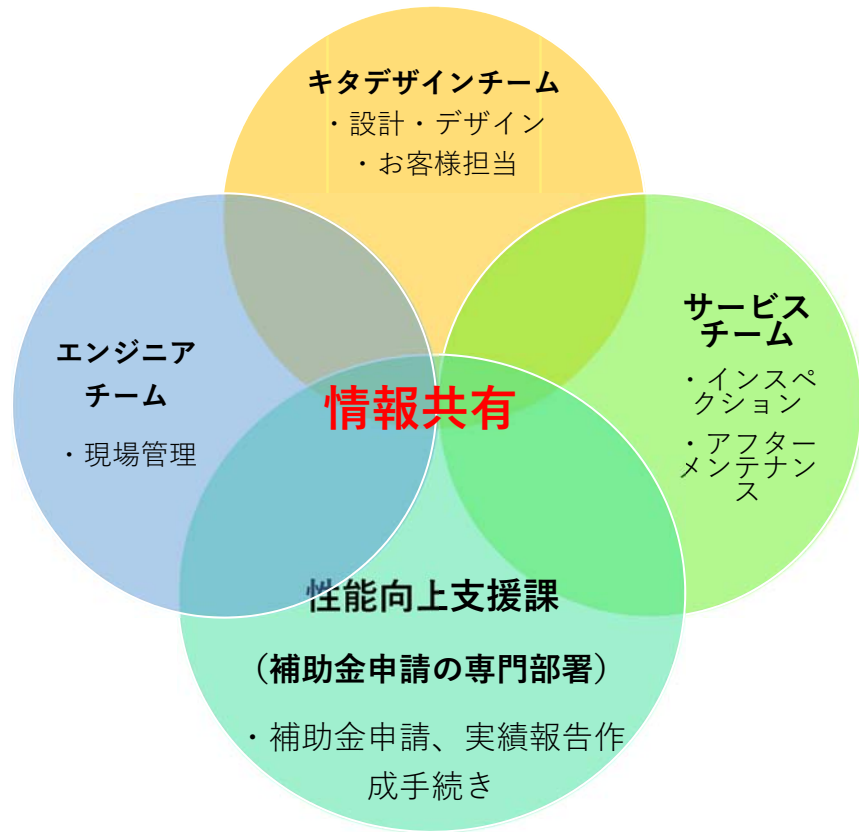 キタデザインチーム
・設計・デザイン
・お客様担当
エンジニア
チーム
・現場管理
情報共有
サービス
チーム
・インスペ
クション
・アフター
メンテナン
ス
性能向上支援課
（補助金申請の専門部署）
・補助金申請、実績報告作
成手続き